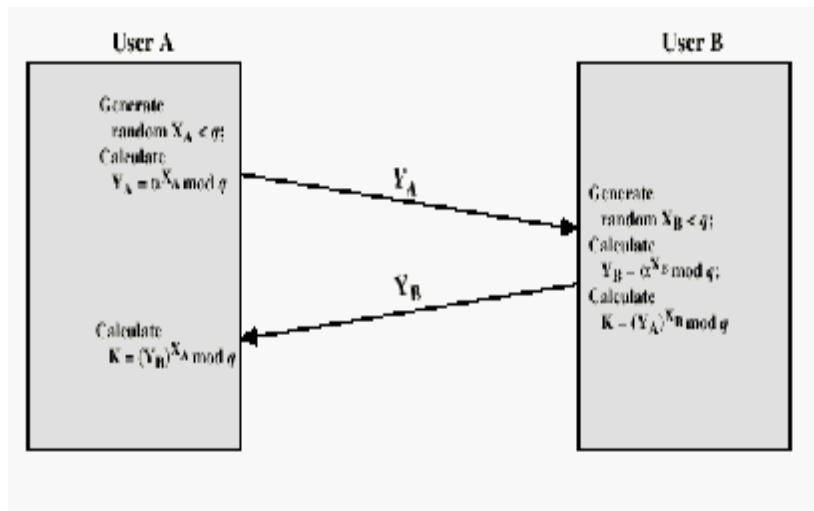 User A
User B
Generate
random X_A < q;
Calculate
Y_A = α^X_A mod q
Y_A
Generate
random X_B < q;
Calculate
Y_B = α^X_B mod q;
Calculate
K = (Y_A)^X_B mod q
Y_B
Calculate
K = (Y_B)^X_A mod q